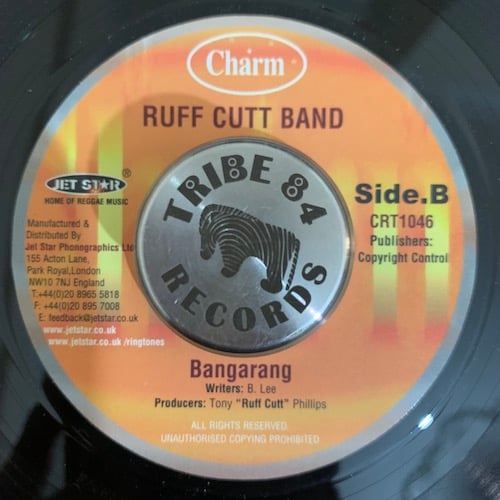 Charm
RUFF CUTT BAND
JET STAR®
HOME OF REGGAE MUSIC
Manufactured &
Distributed By
Jet Star Phonographics Ltd
155 Acton Lane,
Park Royal,London
NW10 7NJ England
T:+44(0)20 8965 5818
F: +44(0)20 895 7008
E: feedback@jetstar.co.uk
www.jetstar.co.uk
www.jetstar.co.uk /ringtones
TRIBE 84
RECORDS
Side.B
CRT1046
Publishers:
Copyright Control
Bangarang
Writers: B. Lee
Producers: Tony "Ruff Cutt" Phillips
ALL RIGHTS RESERVED.
UNAUTHORISED COPYING PROHIBITED